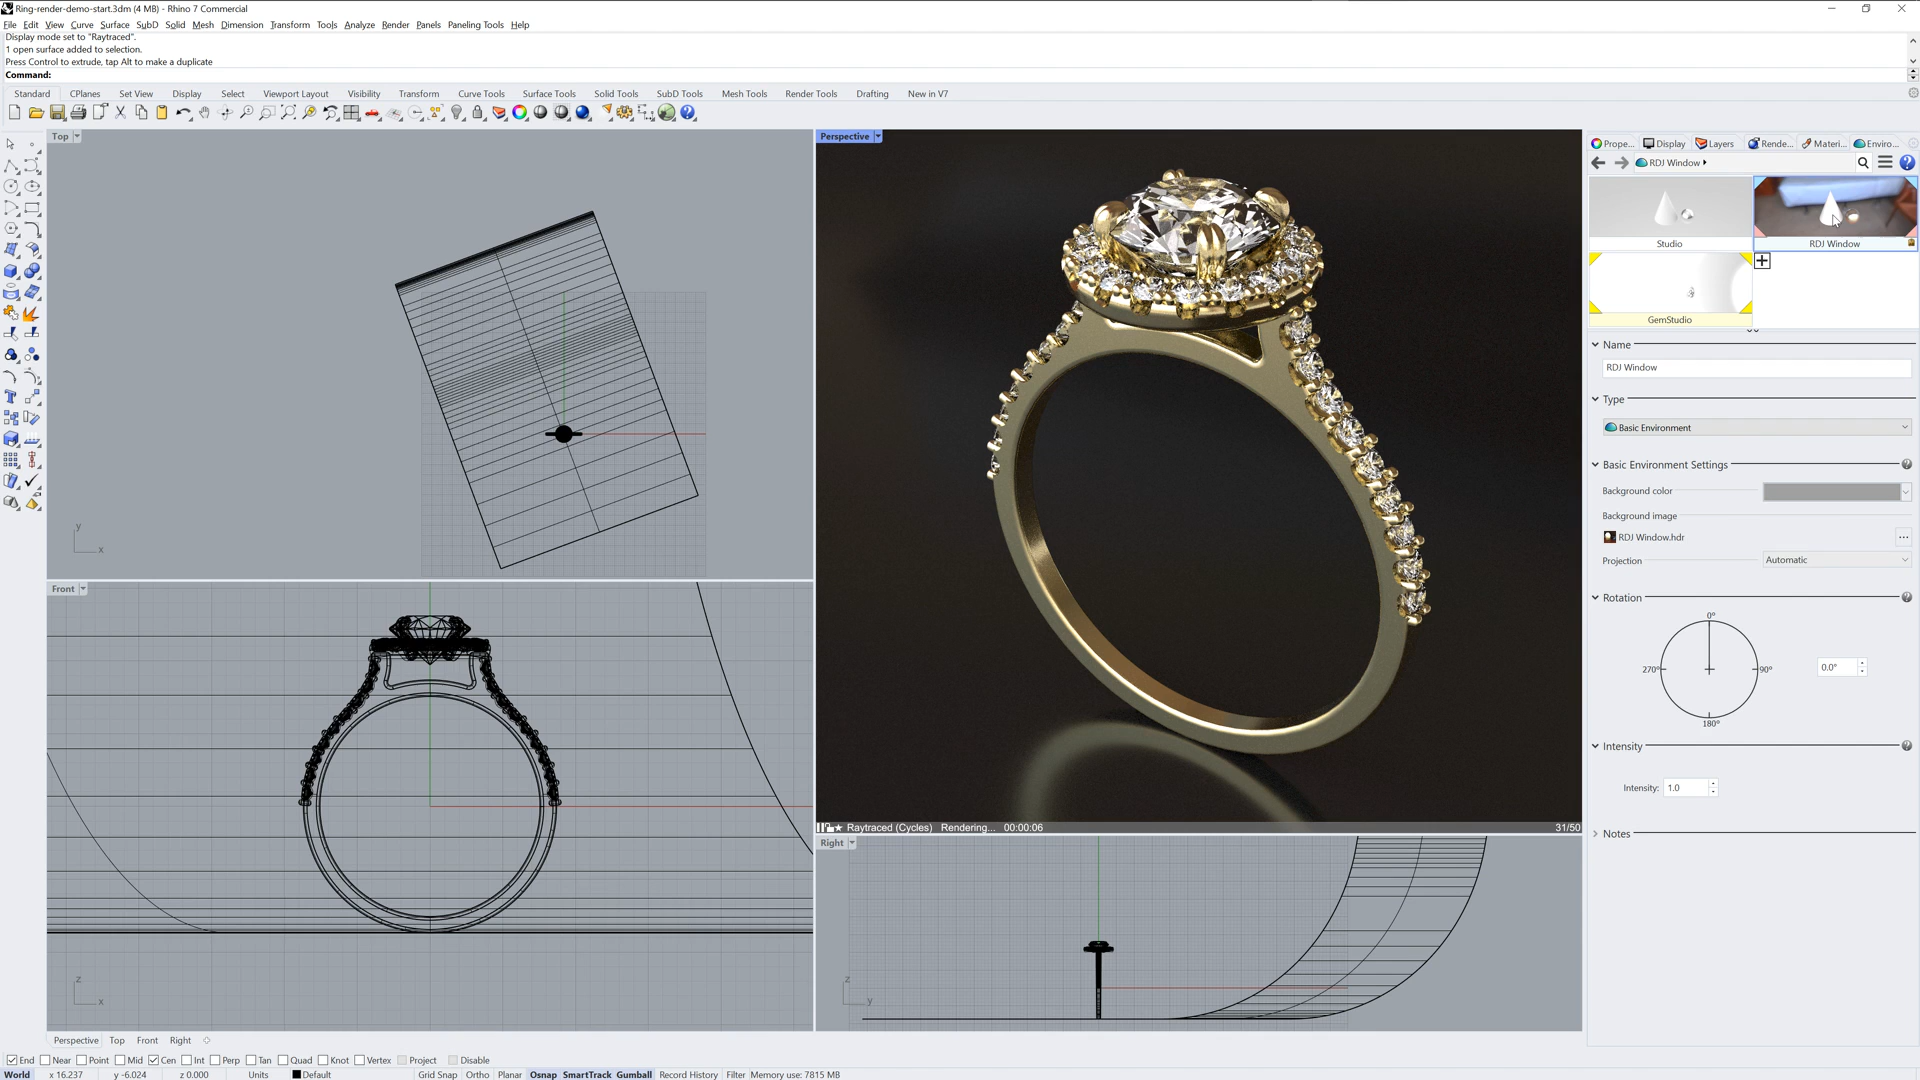 Ring-render-demo-start.3dm (4 MB) - Rhino 7 Commercial
File Edit View Curve Surface SubD Solid Mesh Dimension Transform Tools Analyze Render Panels Paneling Tools Help
Display mode set to "Raytraced".
1 open surface added to selection.
Press Control to extrude, tap Alt to make a duplicate
Command:
Standard CPlanes Set View Display Select Viewport Layout Visibility Transform Curve Tools Surface Tools Solid Tools SubD Tools Mesh Tools Render Tools Drafting New in V7
Top
Perspective
Prope... Display Layers Rende... Materi... Enviro...
RDJ Window
Studio
RDJ Window
GemStudio
Name
RDJ Window
Type
Basic Environment
Basic Environment Settings
Background color
Background image
RDJ Window.hdr
...
Projection
Automatic
Rotation
0°
270°
90°
180°
0.0°
Intensity
Intensity: 1.0
Notes
y
x
Front
z
x
Raytraced (Cycles) Rendering... 00:00:06
31/50
Right
z
y
Perspective Top Front Right
End Near Point Mid Cen Int Perp Tan Quad Knot Vertex Project Disable
World x 16.237 y -6.024 z 0.000 Units Default Grid Snap Ortho Planar Osnap SmartTrack Gumball Record History Filter Memory use: 7815 MB